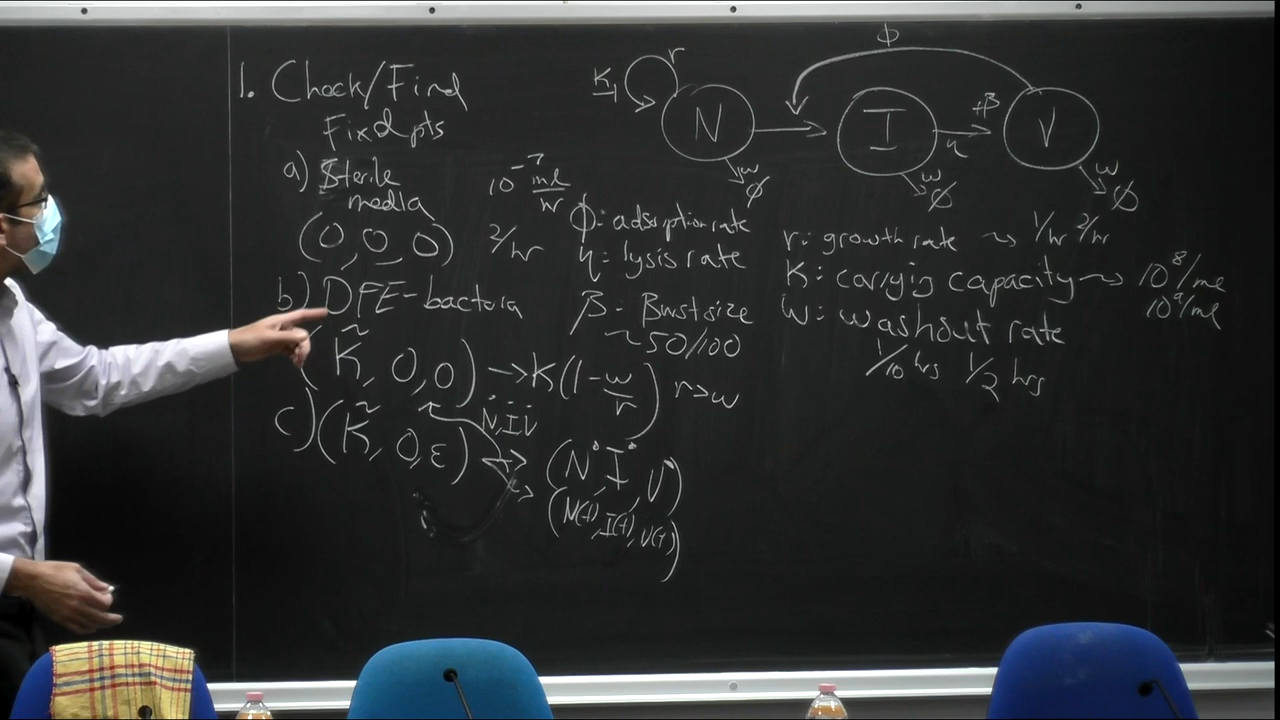 1. Check/Find
Fixd pts
a) Sterile
media
(0, 0, 0)
b) DFE-bacteria
(K̃, 0, 0) → K(1 - w/r) r>w
c) (K̃, 0, ε)
Ṅ, İ, V̇
(N*, I*, V*)
(N(t), I(t), V(t))
r
K
N
w
∅
ϕ
I
η
w
∅
+β
V
w
∅
10⁻⁷ ml/hr
ϕ: adsorption rate
2/hr
η: lysis rate
β: Burst size
~50/100
r: growth rate ~ 1/hr 2/hr
K: carrying capacity ~ 10⁸/ml
10⁹/ml
w: washout rate
1/10 hrs 1/2 hrs